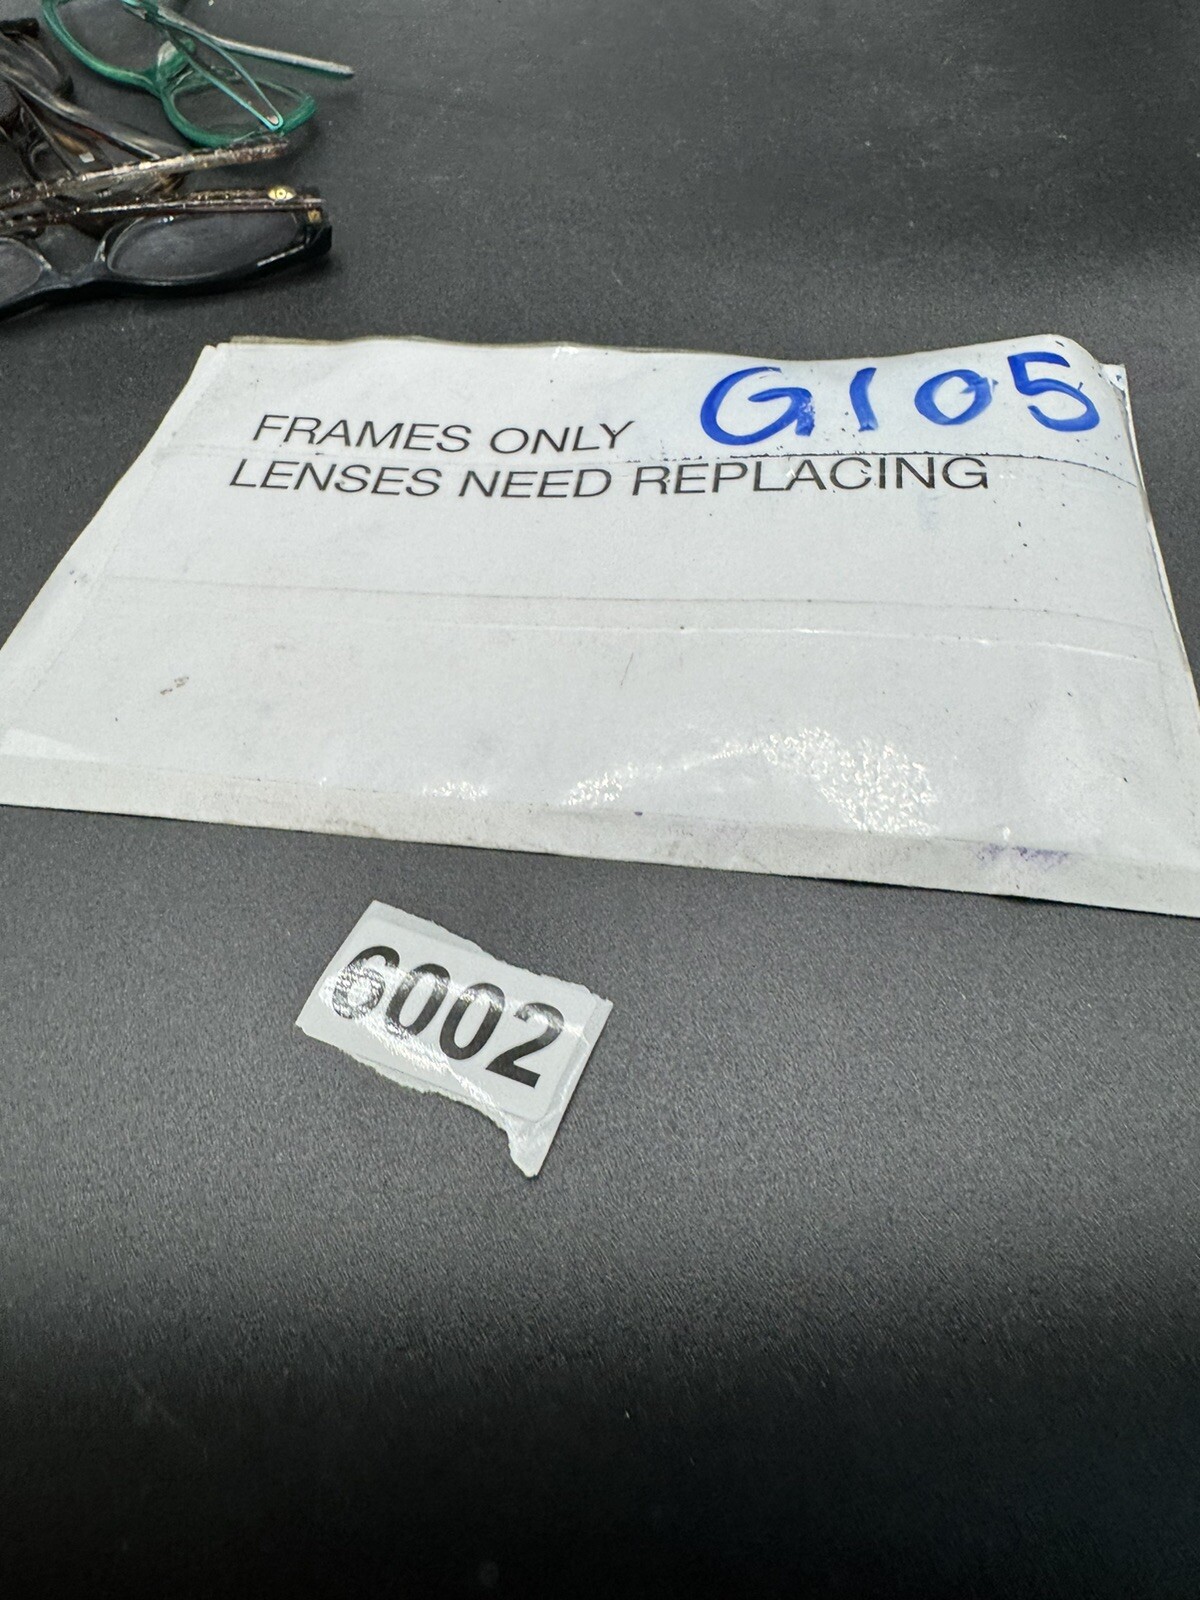 G105
FRAMES ONLY
LENSES NEED REPLACING
6002